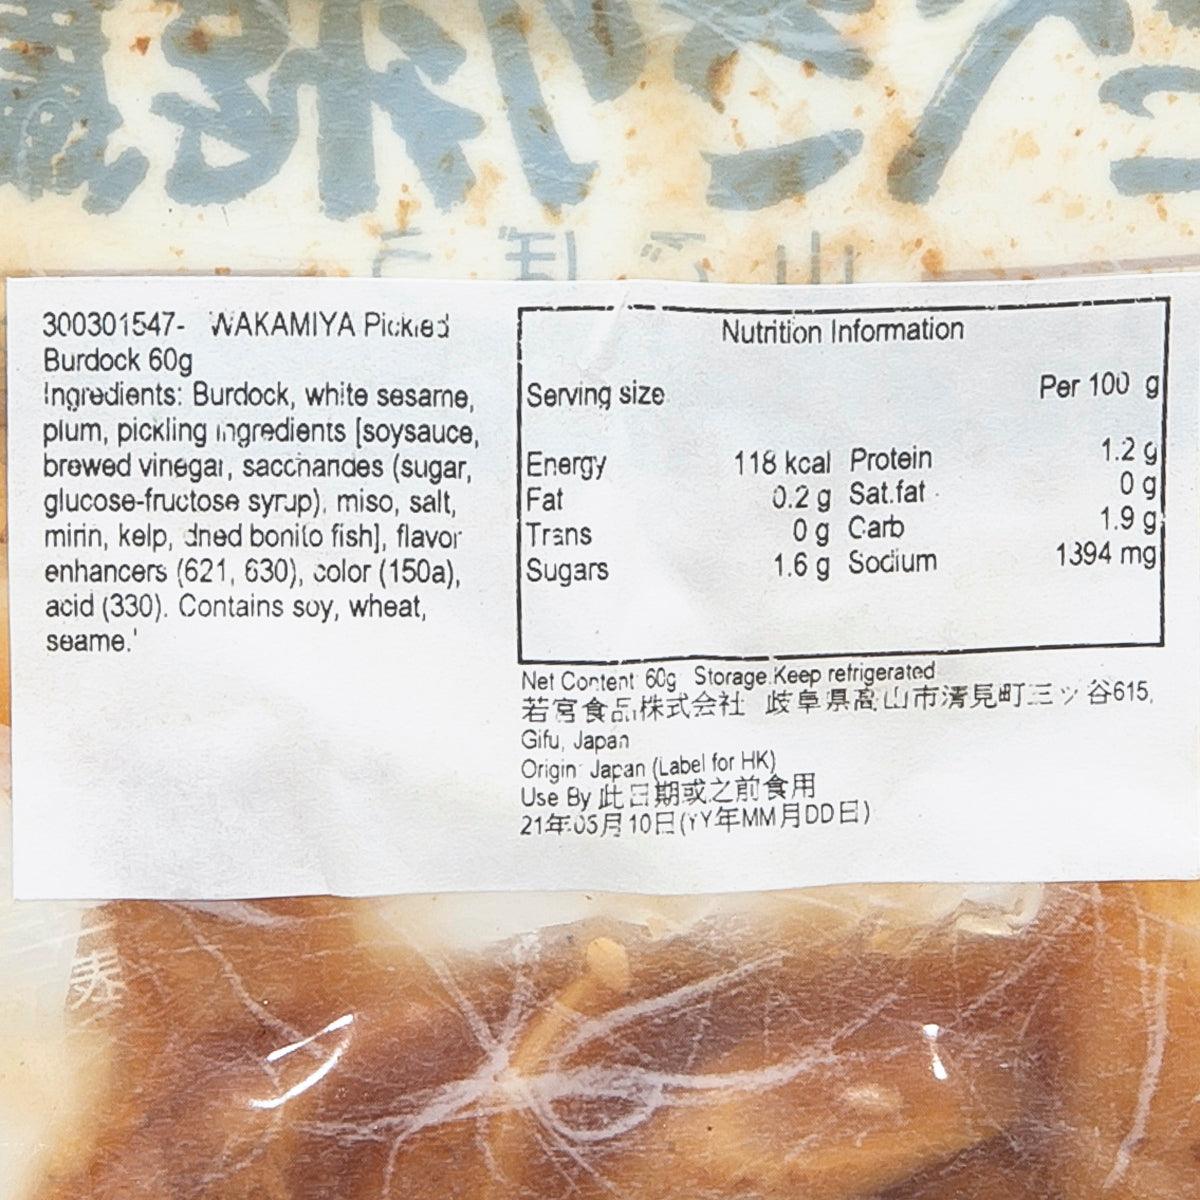 山ごぼう
300301547- WAKAMIYA Pickled
Burdock 60g
Ingredients: Burdock, white sesame,
plum, pickling ingredients [soysauce,
brewed vinegar, saccharides (sugar,
glucose-fructose syrup), miso, salt,
mirin, kelp, dried bonito fish], flavor
enhancers (621, 630), color (150a),
acid (330). Contains soy, wheat,
seame.'
Nutrition Information
Serving size Per 100 g
Energy 118 kcal Protein 1.2 g
Fat 0.2 g Sat.fat 0 g
Trans 0 g Carb 1.9 g
Sugars 1.6 g Sodium 1394 mg
Net Content 60g Storage:Keep refrigerated
若宮食品株式会社 岐阜県高山市清見町三ッ谷615,
Gifu, Japan
Origin: Japan (Label for HK)
Use By 此日期或之前食用
21年05月10日(YY年MM月DD日)
寿